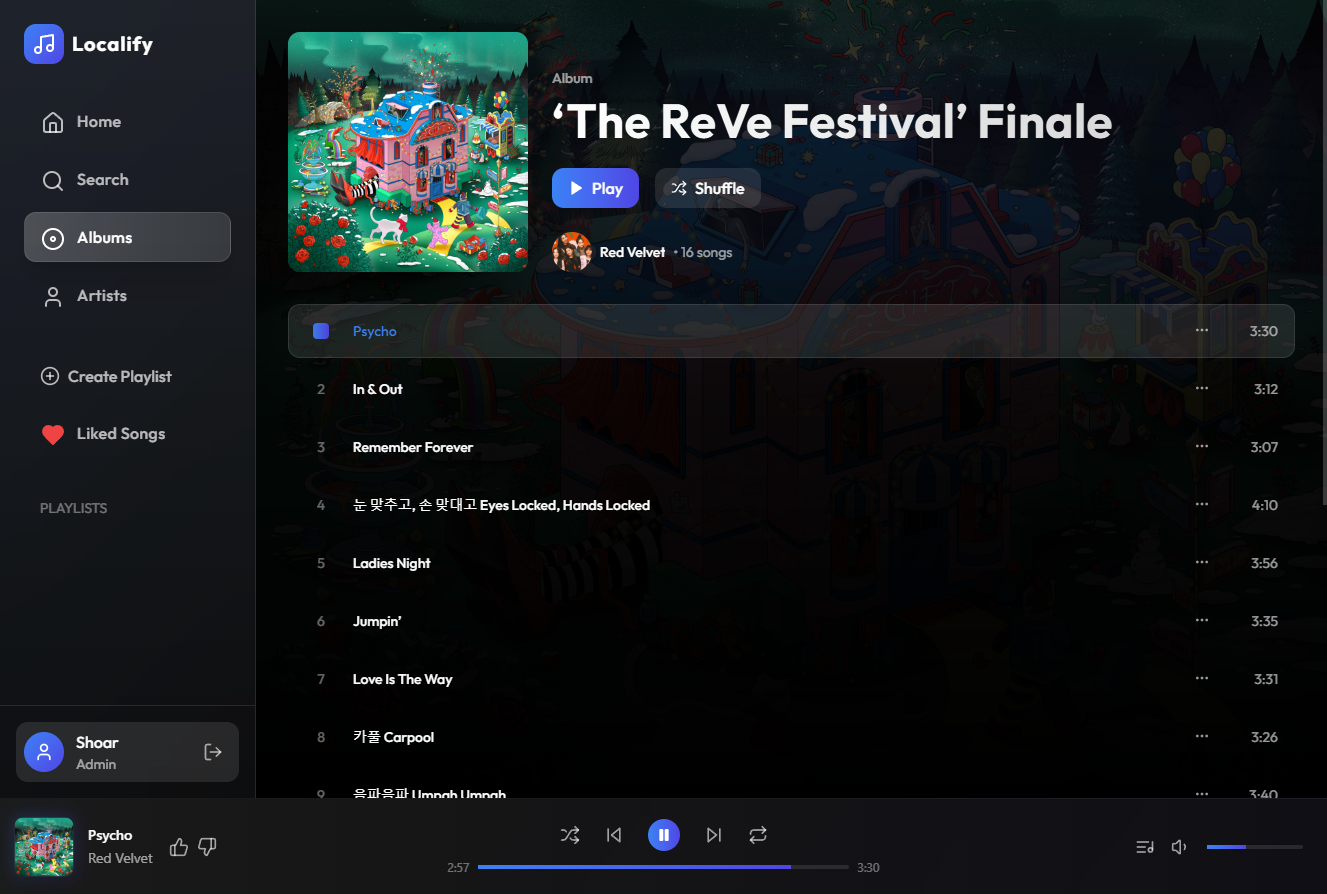 Localify
Home
Search
Albums
Artists
Create Playlist
Liked Songs
PLAYLISTS
Shoar
Admin
Album
‘The ReVe Festival’ Finale
Play
Shuffle
Red Velvet • 16 songs
Psycho 3:30
2 In & Out 3:12
3 Remember Forever 3:07
4 눈 맞추고, 손 맞대고 Eyes Locked, Hands Locked 4:10
5 Ladies Night 3:56
6 Jumpin’ 3:35
7 Love Is The Way 3:31
8 카풀 Carpool 3:26
9 음파음파 Umpah Umpah 3:40
Psycho
Red Velvet
2:57 3:30